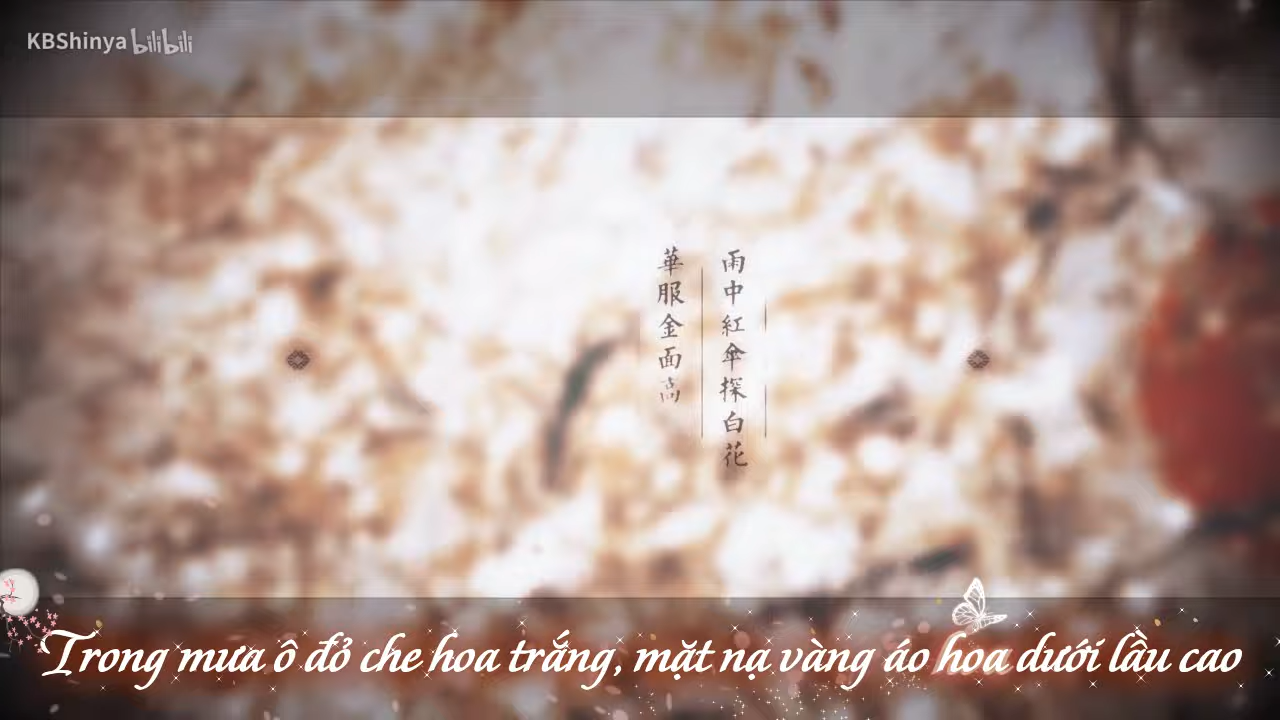 KBShinya bilibili
雨中紅傘探白花
華服金面高
Trong mưa ô đỏ che hoa trắng, mặt nạ vàng áo hoa dưới lầu cao